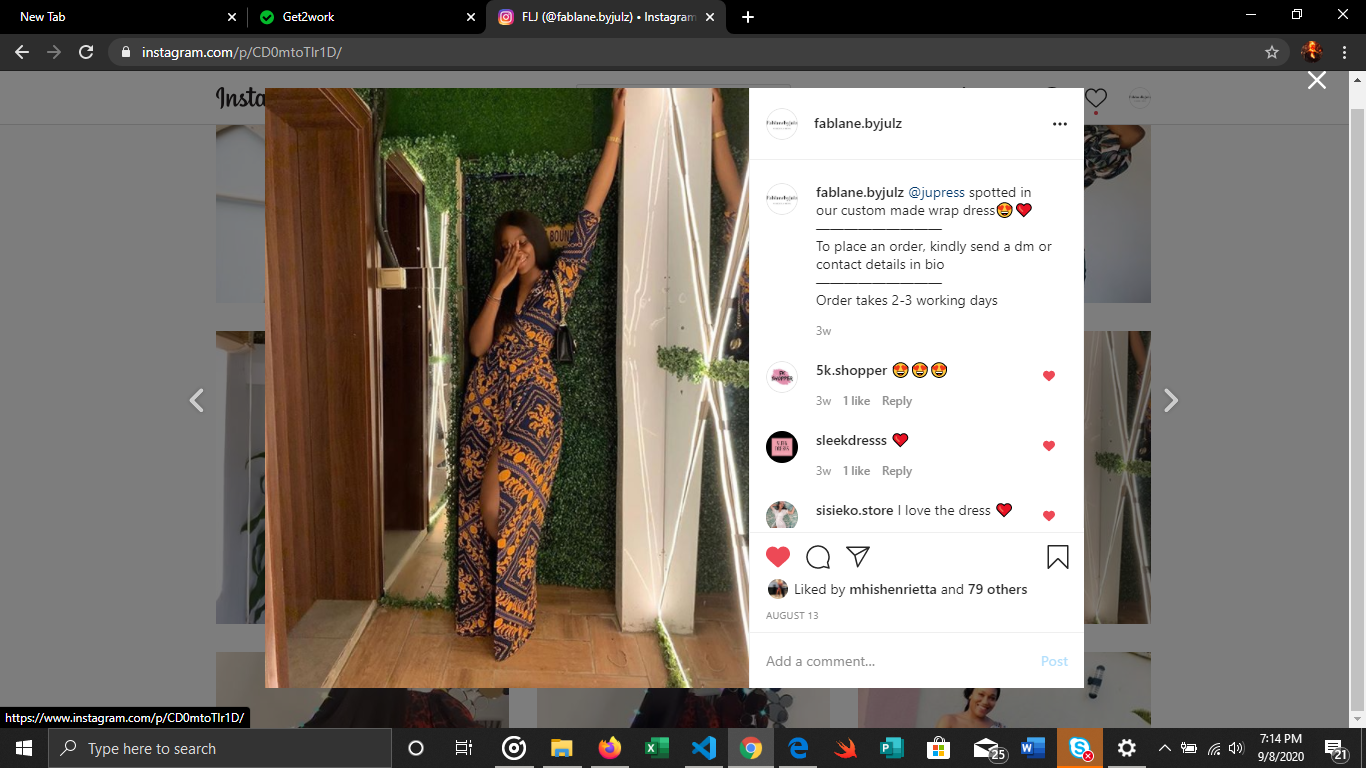 New Tab
Get2work
FLJ (@fablane.byjulz) • Instagram
instagram.com/p/CD0mtoTlr1D/
Insta
fablane.byjulz
fablane.byjulz @jupress spotted in
our custom made wrap dress🤩❤️
——————————
To place an order, kindly send a dm or
contact details in bio
——————————
Order takes 2-3 working days
3w
5k.shopper 🤩🤩🤩
3w 1 like Reply
sleekdresss ❤️
3w 1 like Reply
sisieko.store I love the dress ❤️
Liked by mhishenrietta and 79 others
AUGUST 13
Add a comment...
Post
BOUN
https://www.instagram.com/p/CD0mtoTlr1D/
Type here to search
25
7:14 PM
9/8/2020
21